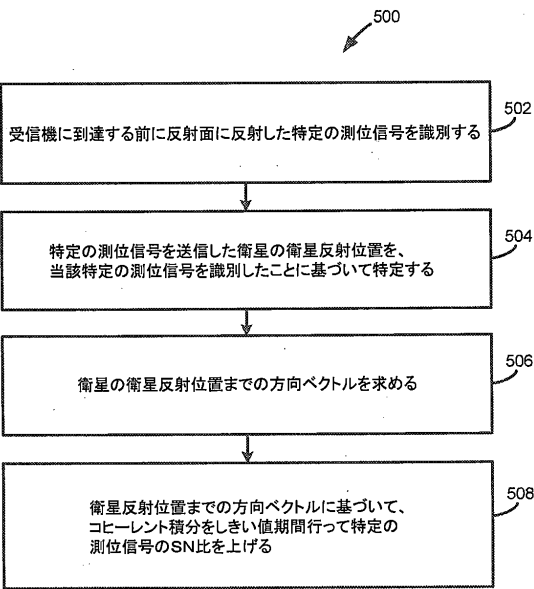 500
受信機に到達する前に反射面に反射した特定の測位信号を識別する
502
特定の測位信号を送信した衛星の衛星反射位置を、
当該特定の測位信号を識別したことに基づいて特定する
504
衛星の衛星反射位置までの方向ベクトルを求める
506
衛星反射位置までの方向ベクトルに基づいて、
コヒーレント積分をしきい値期間行って特定の
測位信号のSN比を上げる
508